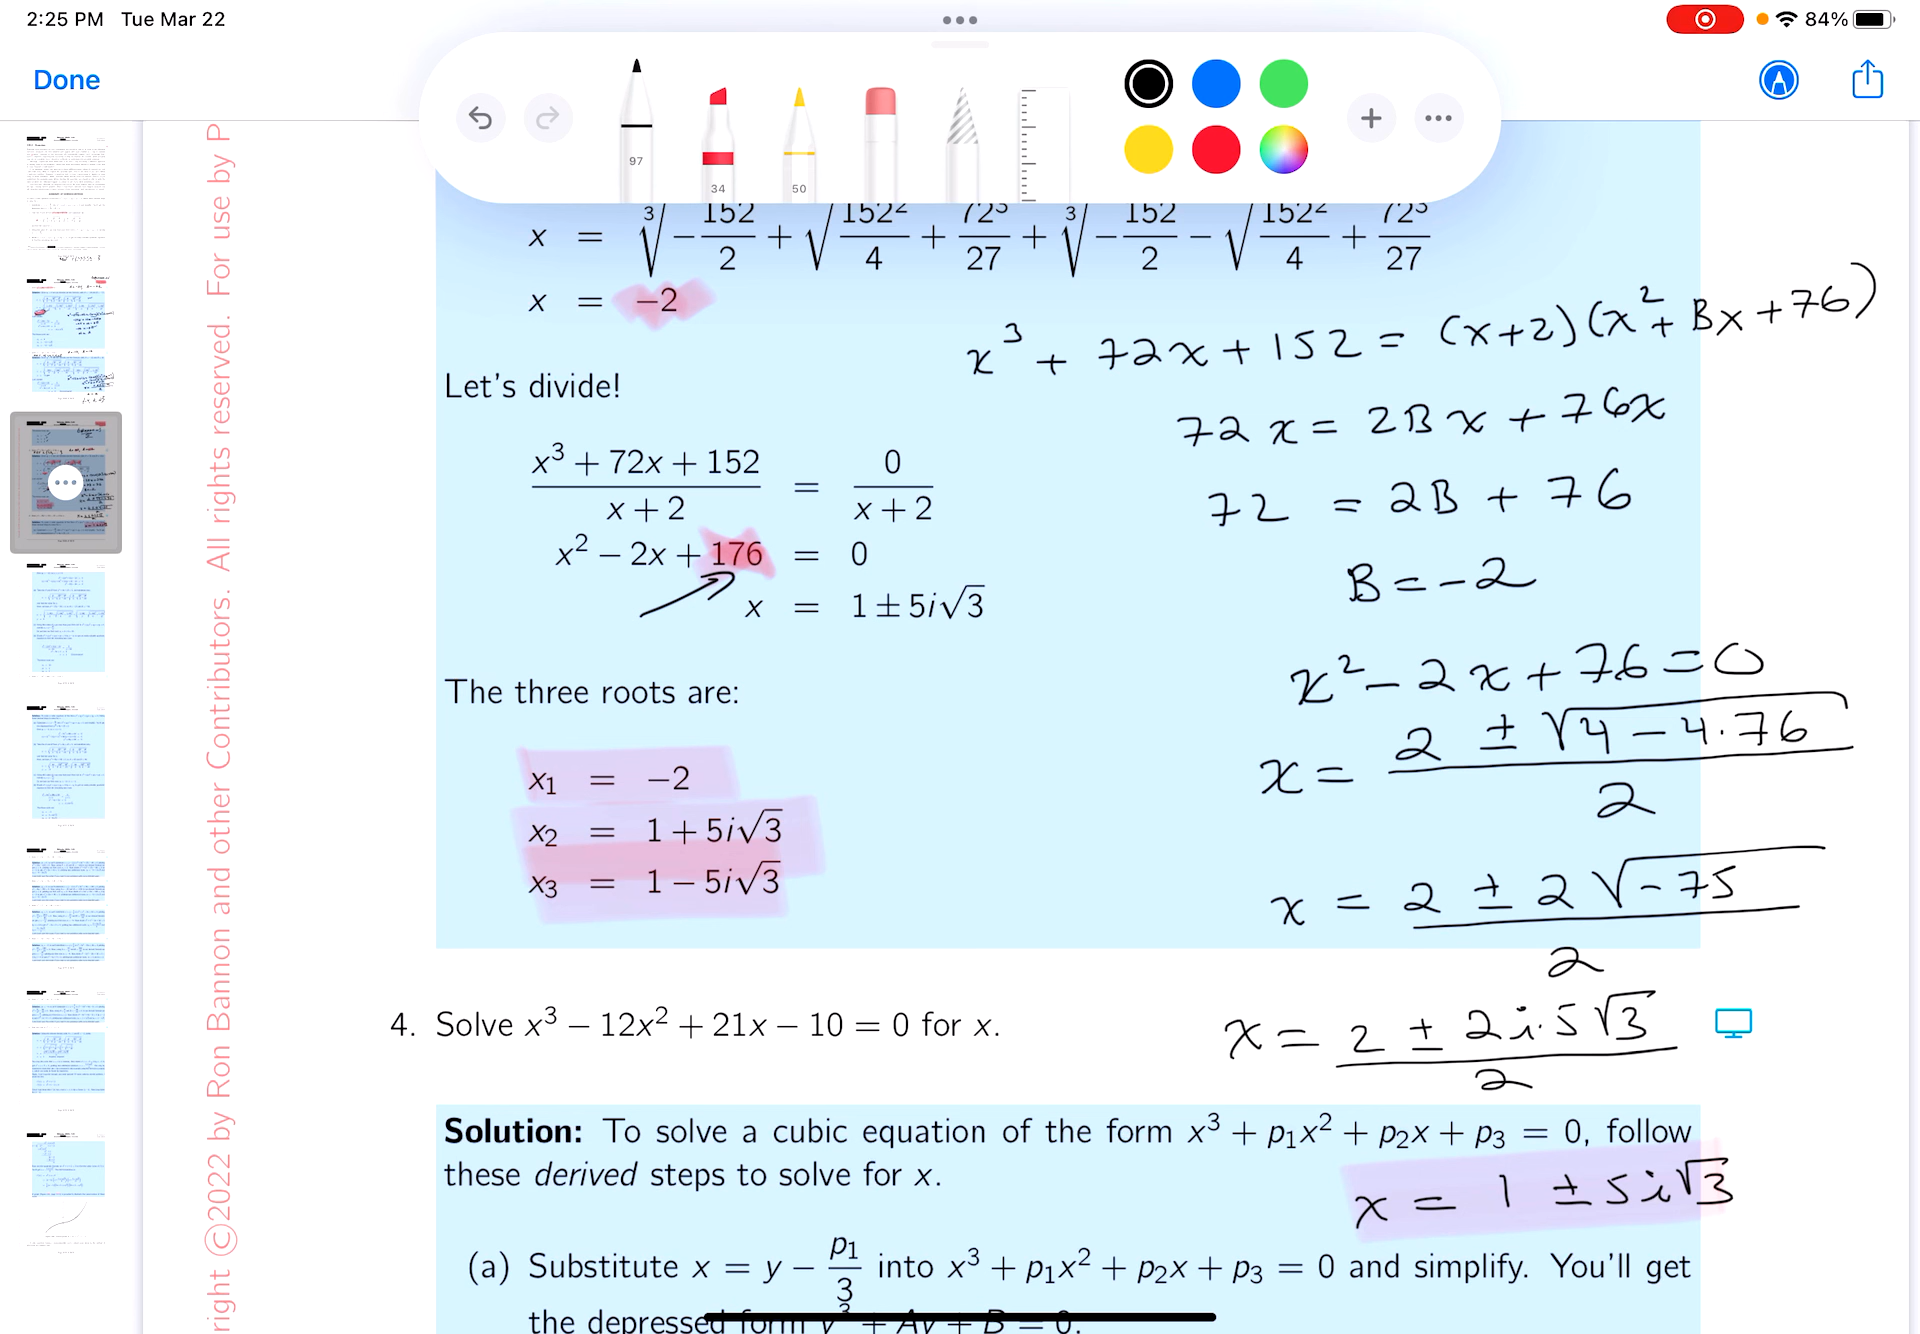 2:25 PM Tue Mar 22
84%
Done
97
34
50
right ©2022 by Ron Bannon and other Contributors. All rights reserved. For use by P
x = ∛(−152/2 + √(152²/4 + 72³/27)) + ∛(−152/2 − √(152²/4 + 72³/27))
x = −2
x³ + 72x + 152 = (x+2)(x² + Bx + 76)
Let's divide!
72x = 2Bx + 76x
(x³ + 72x + 152)/(x + 2) = 0/(x + 2)
72 = 2B + 76
x² − 2x + 176 = 0
B = −2
x = 1 ± 5i√3
x² − 2x + 76 = 0
The three roots are:
x = (2 ± √(4 − 4·76))/2
x₁ = −2
x₂ = 1 + 5i√3
x₃ = 1 − 5i√3
x = (2 ± 2√−75)/2
4. Solve x³ − 12x² + 21x − 10 = 0 for x.
x = (2 ± 2i·5√3)/2
Solution: To solve a cubic equation of the form x³ + p₁x² + p₂x + p₃ = 0, follow
these derived steps to solve for x.
x = 1 ± 5i√3
(a) Substitute x = y − p₁/3 into x³ + p₁x² + p₂x + p₃ = 0 and simplify. You'll get
the depressed form y³ + Ay + B = 0.